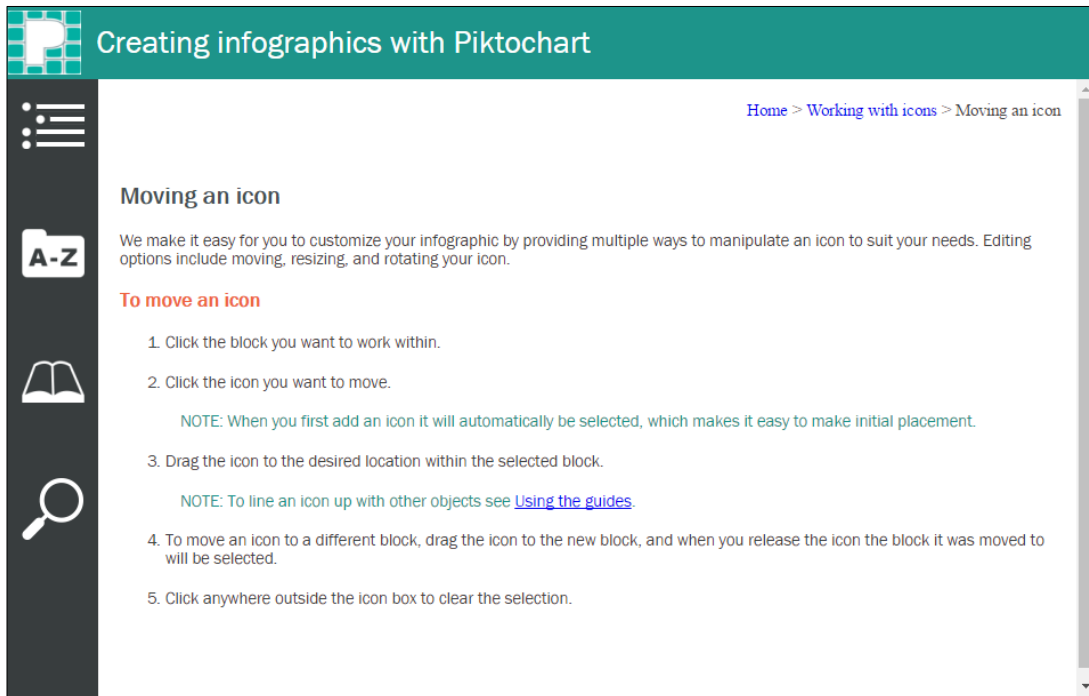 P
Creating infographics with Piktochart
Home > Working with icons > Moving an icon
A-Z
Moving an icon
We make it easy for you to customize your infographic by providing multiple ways to manipulate an icon to suit your needs. Editing
options include moving, resizing, and rotating your icon.
To move an icon
1. Click the block you want to work within.
2. Click the icon you want to move.
NOTE: When you first add an icon it will automatically be selected, which makes it easy to make initial placement.
3. Drag the icon to the desired location within the selected block.
NOTE: To line an icon up with other objects see Using the guides.
4. To move an icon to a different block, drag the icon to the new block, and when you release the icon the block it was moved to
will be selected.
5. Click anywhere outside the icon box to clear the selection.